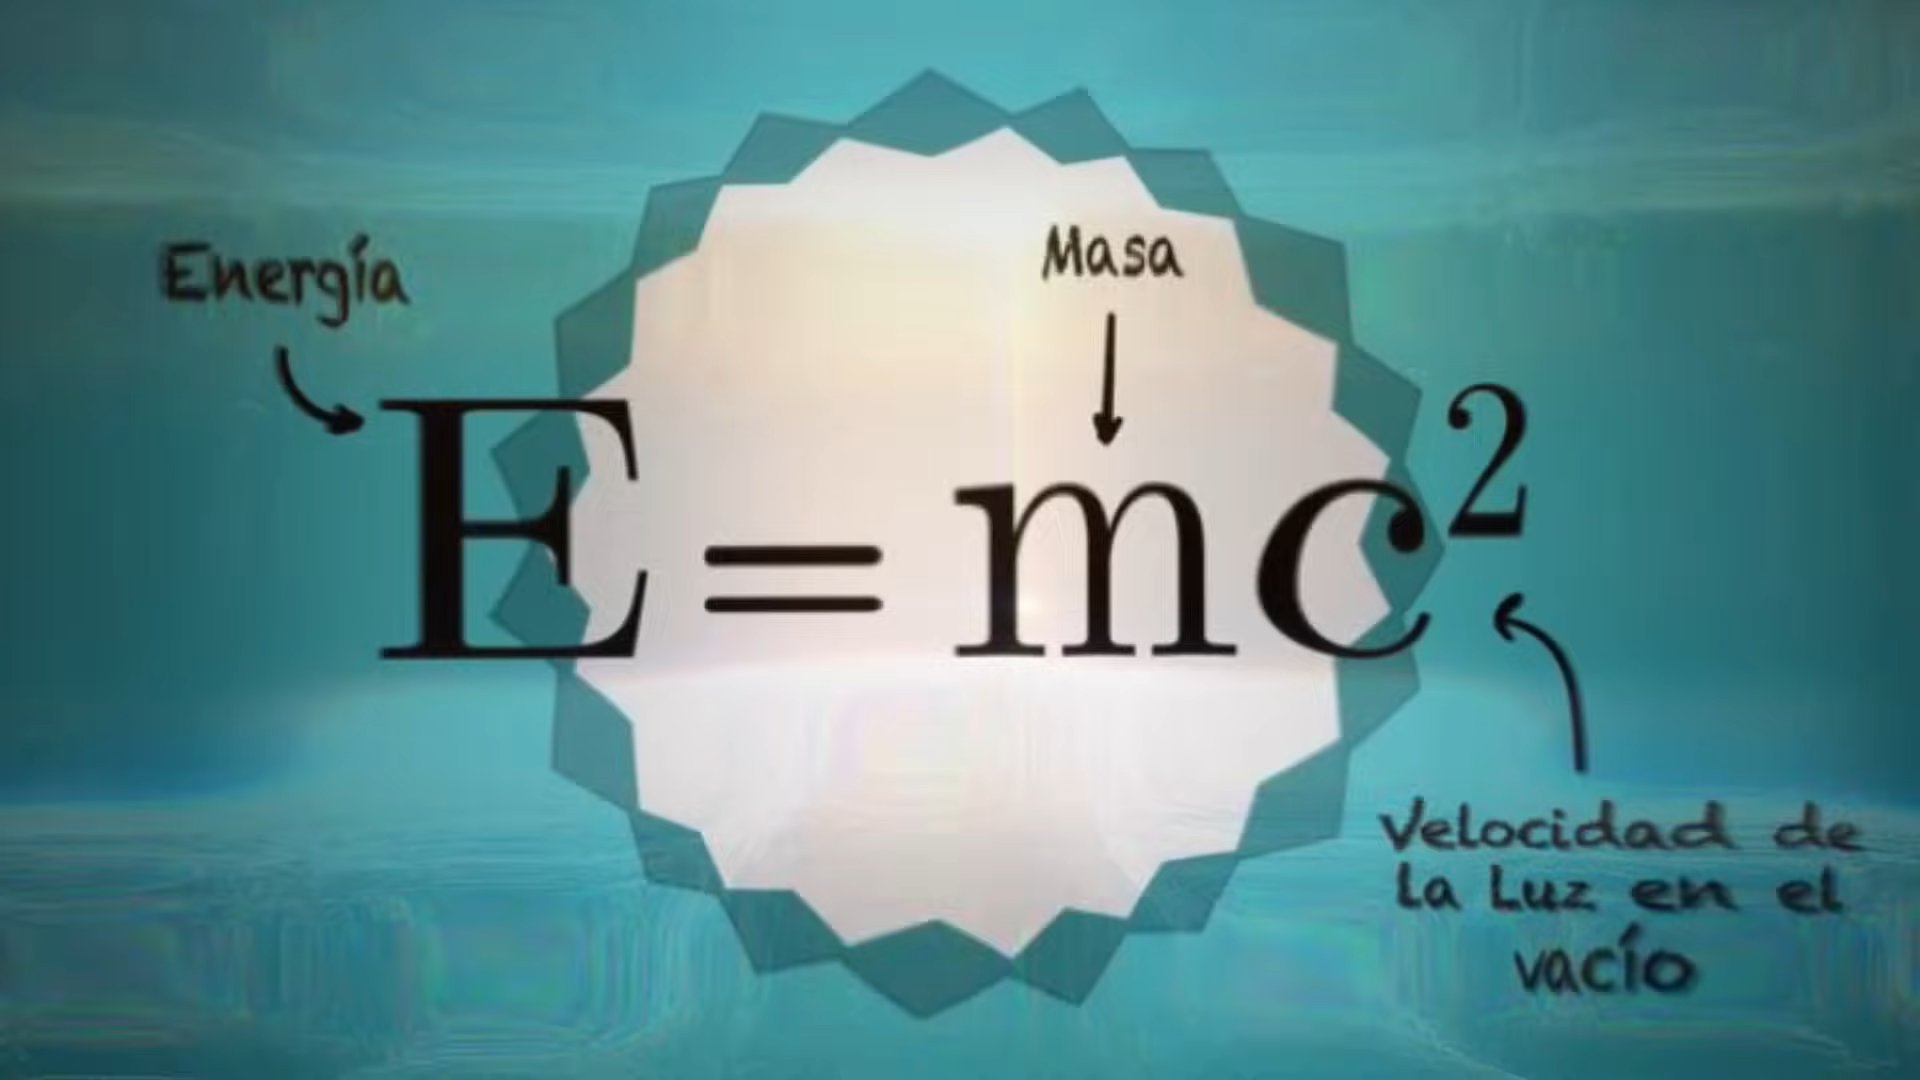 Energía
Masa
E = mc²
Velocidad de
la Luz en el
vacío